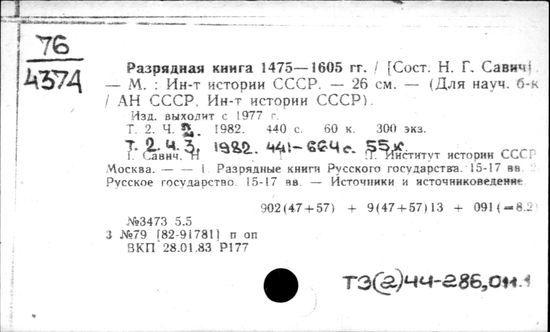 76
4374
Разрядная книга 1475—1605 гг. / [Сост. Н. Г. Савич].
— М. : Ин-т истории СССР. — 26 см. — (Для науч. б-к
/ АН СССР. Ин-т истории СССР).
Изд. выходит с 1977 г.
Т. 2. Ч. 2. 1982. 440 с. 60 к. 300 экз.
Т. 2. Ч. 3. 1982. 441-664 с. 55 к.
I. Савич. Н II. Институт истории СССР
Москва. — — 1. Разрядные книги Русского государства. 15-17 вв.
Русское государство. 15-17 вв. — Источники и источниковедение
902(47+57) + 9(47+57)13 + 091(=8.2)
№3473 5.5
3 №79 [82-91781] п оп
ВКП 28.01.83 Р177
ТЗ(2)44-286,011.1